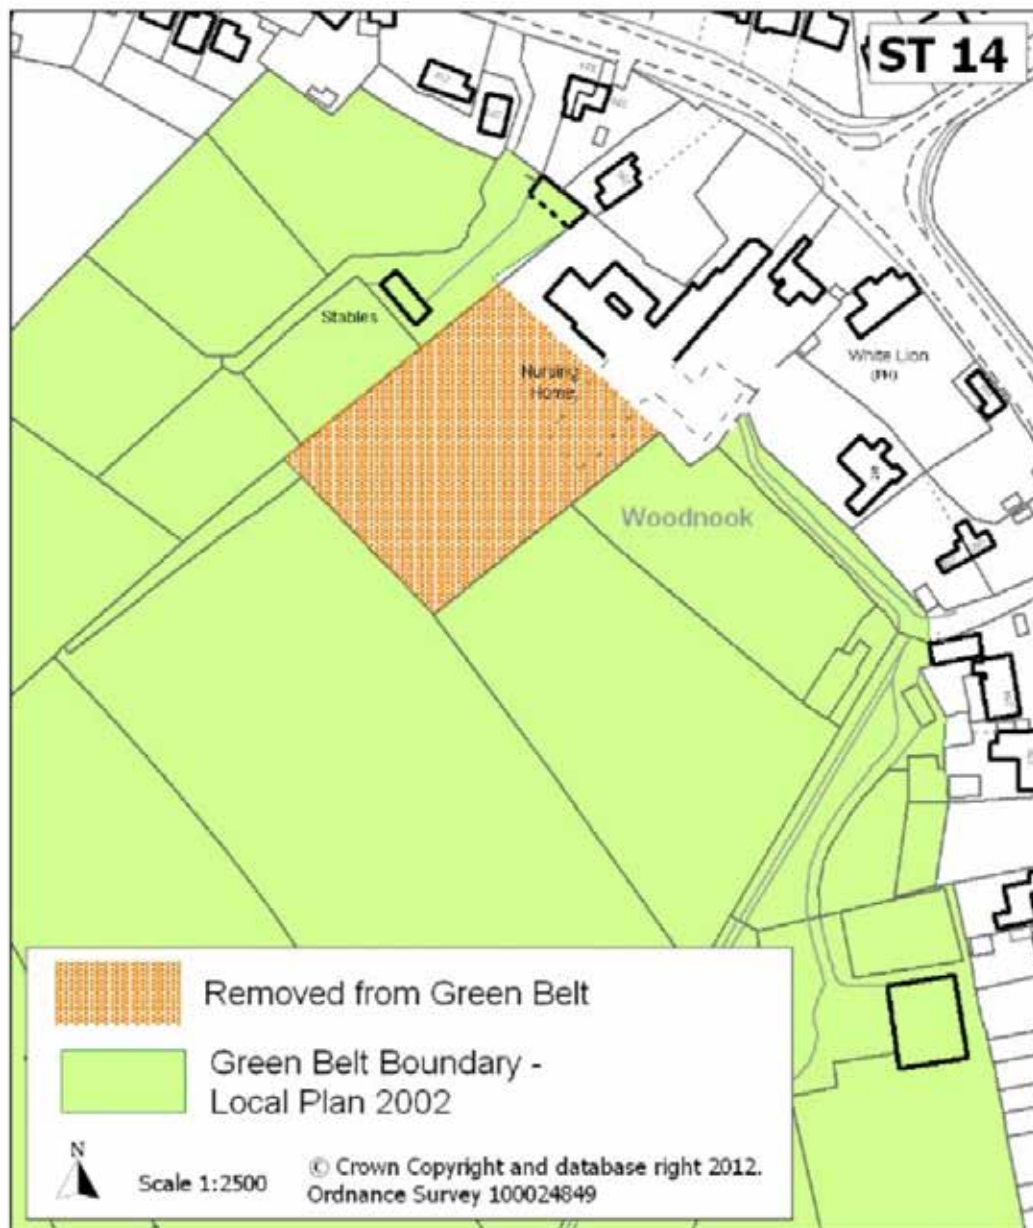 ST 14
Stables
Nursing
Home
White Lion
(PH)
Woodnook
Removed from Green Belt
Green Belt Boundary -
Local Plan 2002
N
Scale 1:2500
© Crown Copyright and database right 2012.
Ordnance Survey 100024849